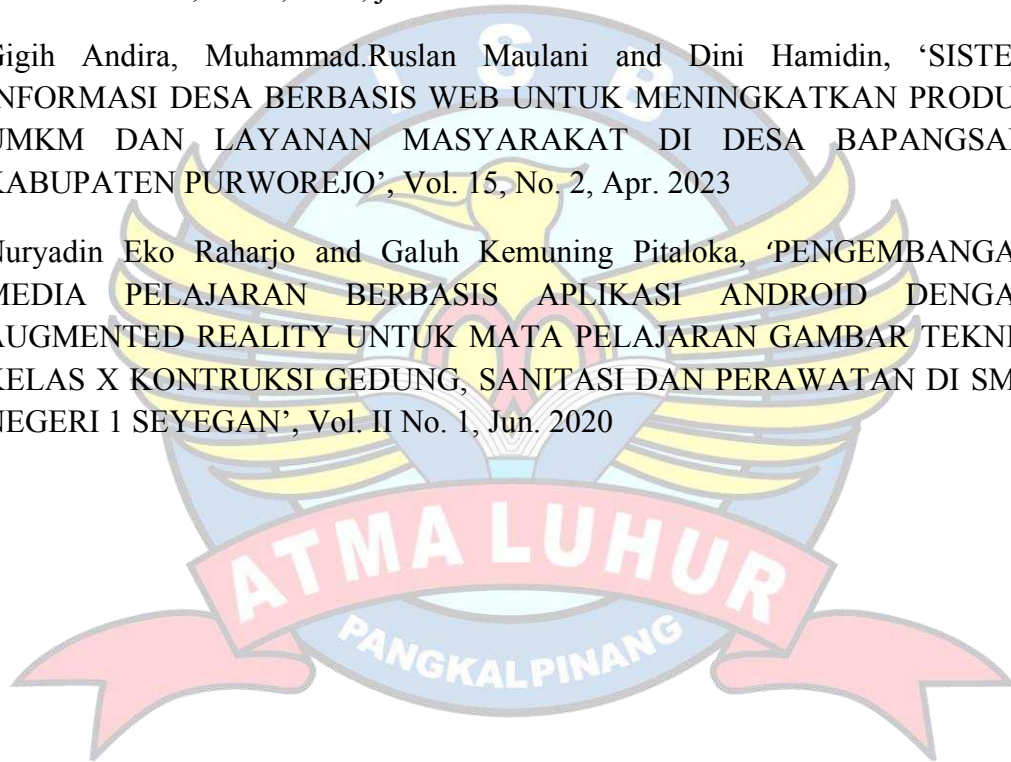 Gigih Andira, Muhammad.Ruslan Maulani and Dini Hamidin, ‘SISTE
INFORMASI DESA BERBASIS WEB UNTUK MENINGKATKAN PRODU
UMKM DAN LAYANAN MASYARAKAT DI DESA BAPANGSA
KABUPATEN PURWOREJO’, Vol. 15, No. 2, Apr. 2023
Nuryadin Eko Raharjo and Galuh Kemuning Pitaloka, ‘PENGEMBANGA
MEDIA PELAJARAN BERBASIS APLIKASI ANDROID DENGA
AUGMENTED REALITY UNTUK MATA PELAJARAN GAMBAR TEKNI
KELAS X KONTRUKSI GEDUNG, SANITASI DAN PERAWATAN DI SM
NEGERI 1 SEYEGAN’, Vol. II No. 1, Jun. 2020
I S B
ATMA LUHUR
PANGKALPINANG